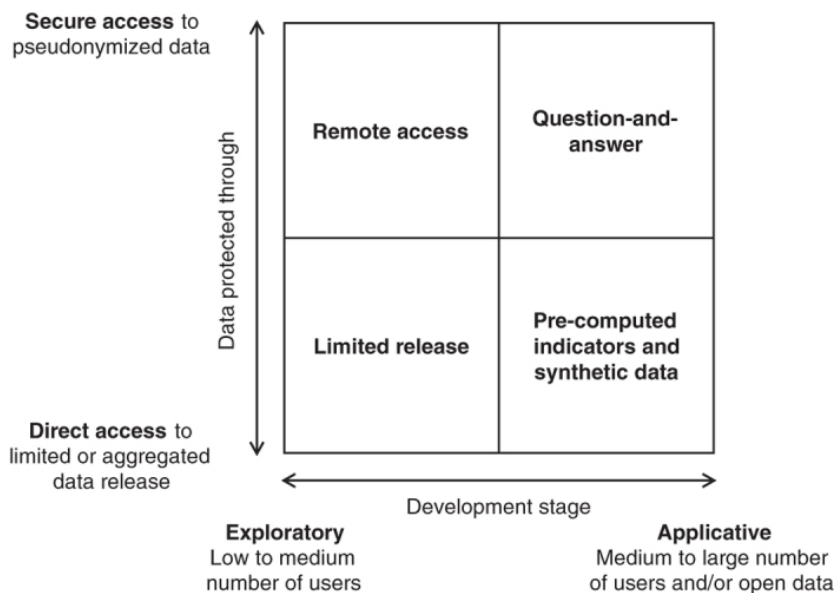 Secure access to
pseudonymized data
Remote access
Question-and-
answer
Data protected through
Limited release
Pre-computed
indicators and
synthetic data
Direct access to
limited or aggregated
data release
Development stage
Exploratory
Low to medium
number of users
Applicative
Medium to large number
of users and/or open data